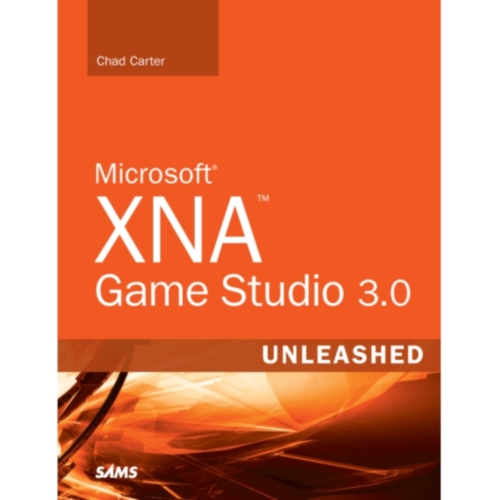 Chad Carter
Microsoft®
XNA™
Game Studio 3.0
UNLEASHED
SAMS